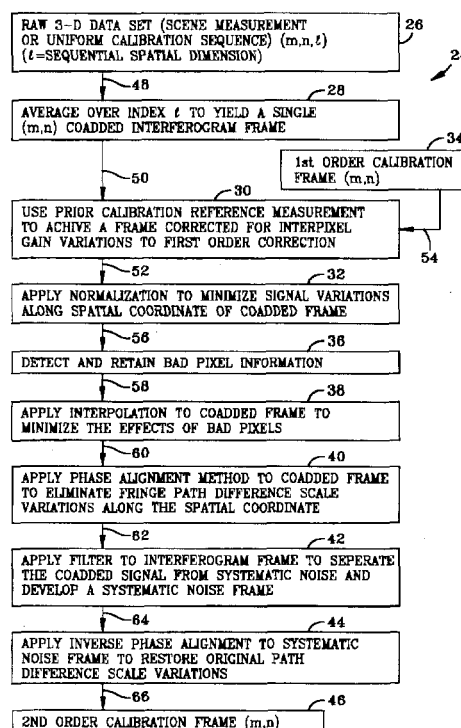 RAW 3-D DATA SET (SCENE MEASUREMENT
OR UNIFORM CALIBRATION SEQUENCE) (m,n,ℓ)
(ℓ=SEQUENTIAL SPATIAL DIMENSION)
26
48
28
AVERAGE OVER INDEX ℓ TO YIELD A SINGLE
(m,n) COADDED INTERFEROGRAM FRAME
34
1st ORDER CALIBRATION
FRAME (m,n)
50
30
USE PRIOR CALIBRATION REFERENCE MEASUREMENT
TO ACHIVE A FRAME CORRECTED FOR INTERPIXEL
GAIN VARIATIONS TO FIRST ORDER CORRECTION
54
52
32
APPLY NORMALIZATION TO MINIMIZE SIGNAL VARIATIONS
ALONG SPATIAL COORDINATE OF COADDED FRAME
56
36
DETECT AND RETAIN BAD PIXEL INFORMATION
58
38
APPLY INTERPOLATION TO COADDED FRAME TO
MINIMIZE THE EFFECTS OF BAD PIXELS
60
40
APPLY PHASE ALIGNMENT METHOD TO COADDED FRAME
TO ELIMINATE FRINGE PATH DIFFERENCE SCALE
VARIATIONS ALONG THE SPATIAL COORDINATE
62
42
APPLY FILTER TO INTERFEROGRAM FRAME TO SEPERATE
THE COADDED SIGNAL FROM SYSTEMATIC NOISE AND
DEVELOP A SYSTEMATIC NOISE FRAME
64
44
APPLY INVERSE PHASE ALIGNMENT TO SYSTEMATIC
NOISE FRAME TO RESTORE ORIGINAL PATH
DIFFERENCE SCALE VARIATIONS
66
46
2ND ORDER CALIBRATION FRAME (m,n)